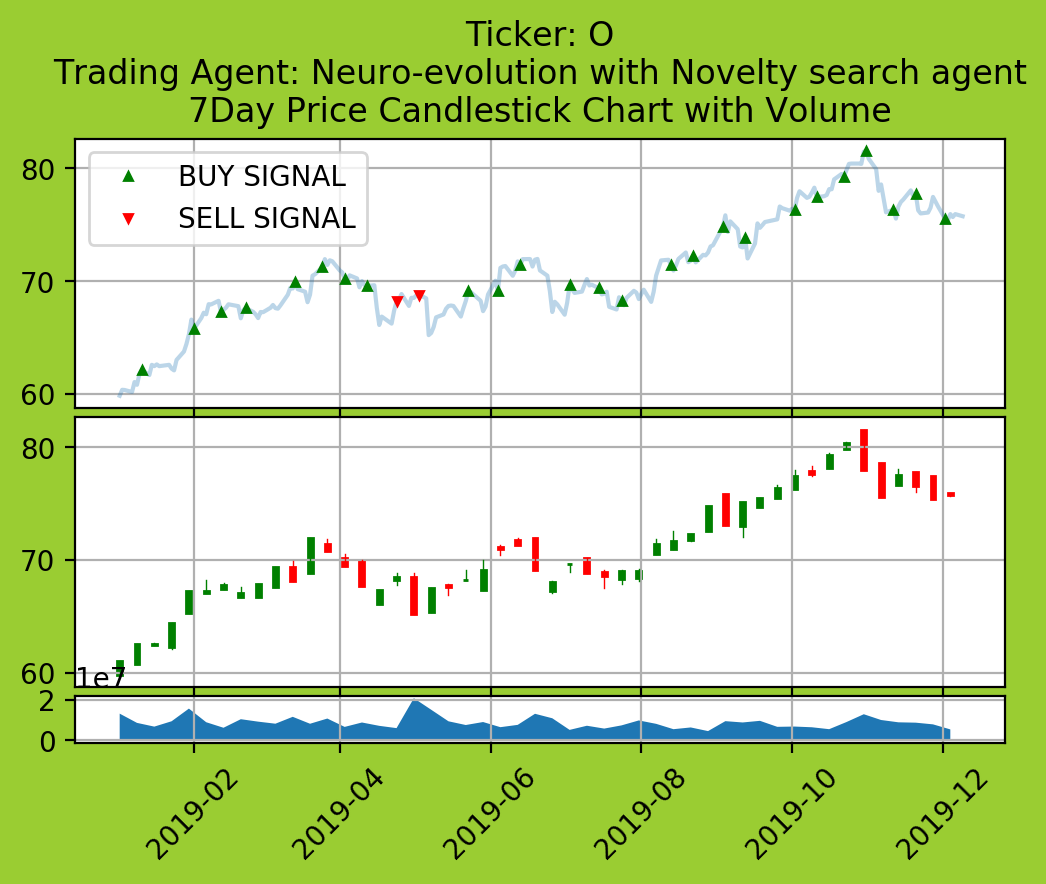 Ticker: O
Trading Agent: Neuro-evolution with Novelty search agent
7Day Price Candlestick Chart with Volume
BUY SIGNAL
SELL SIGNAL
80
70
60
80
70
60
1e7
2
0
2019-02
2019-04
2019-06
2019-08
2019-10
2019-12